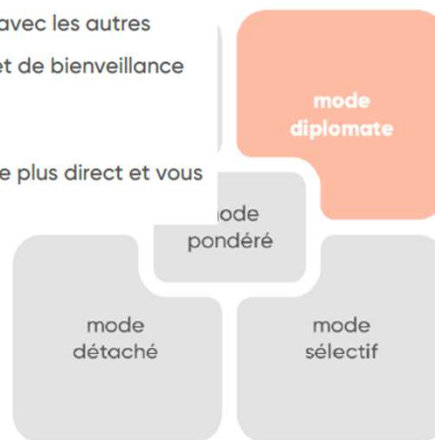 avec les autres
et de bienveillance
mode
diplomate
e plus direct et vous
ode
pondéré
mode
détaché
mode
sélectif